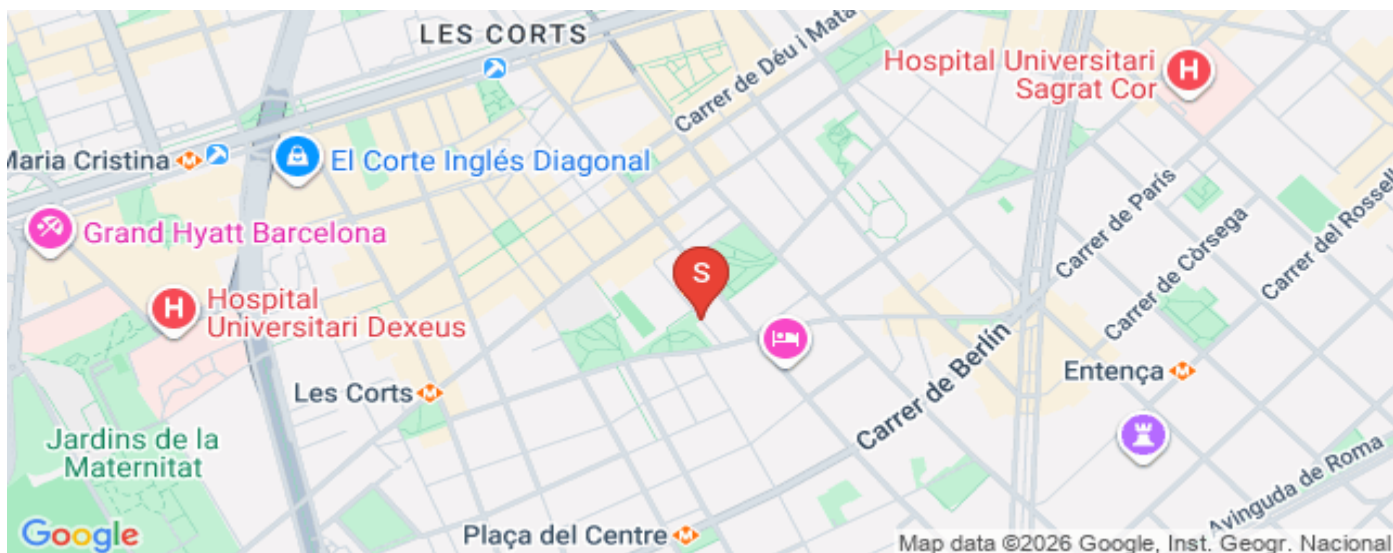 LES CORTS
Carrer de Déu i Mata
Hospital Universitari
Sagrat Cor
H
Maria Cristina
El Corte Inglés Diagonal
Carrer de París
Carrer de Còrsega
Carrer del Rossell
Grand Hyatt Barcelona
S
H
Hospital
Universitari Dexeus
Carrer de Berlín
Entença
M
Les Corts
M
Jardins de la
Maternitat
Plaça del Centre
M
Avinguda de Roma
Google
Map data ©2026 Google, Inst. Geogr. Nacional